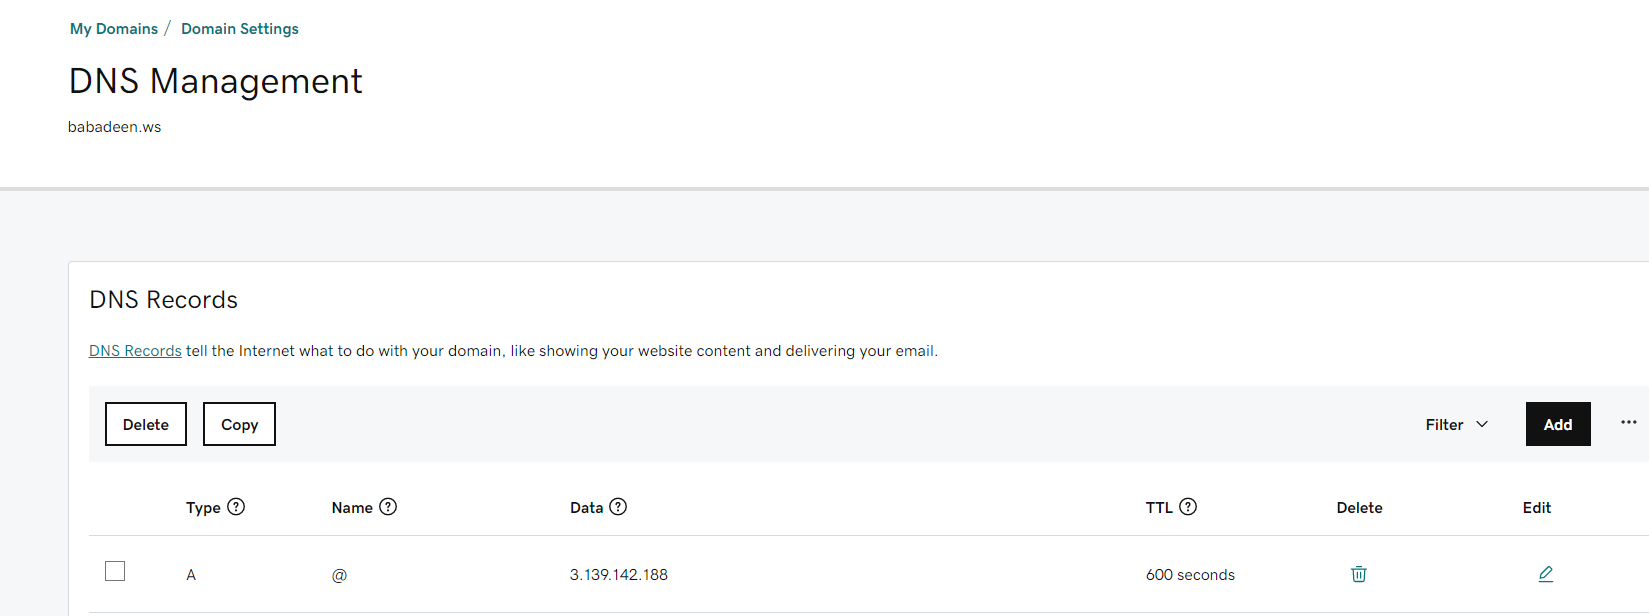 My Domains / Domain Settings
DNS Management
babadeen.ws
DNS Records
DNS Records tell the Internet what to do with your domain, like showing your website content and delivering your email.
Delete Copy Filter Add ...
Type ? Name ? Data ? TTL ? Delete Edit
A @ 3.139.142.188 600 seconds